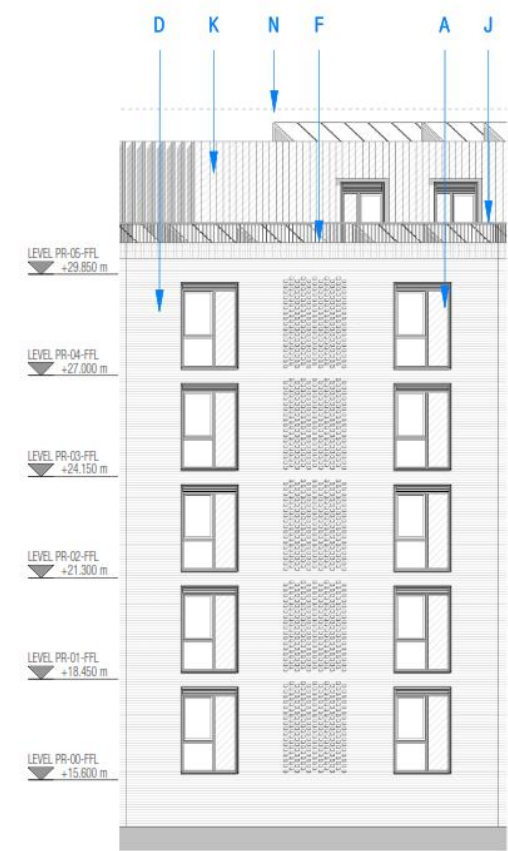 D K N F A J
LEVEL PR-05-FFL
+29.850 m
LEVEL PR-04-FFL
+27.000 m
LEVEL PR-03-FFL
+24.150 m
LEVEL PR-02-FFL
+21.300 m
LEVEL PR-01-FFL
+18.450 m
LEVEL PR-00-FFL
+15.600 m